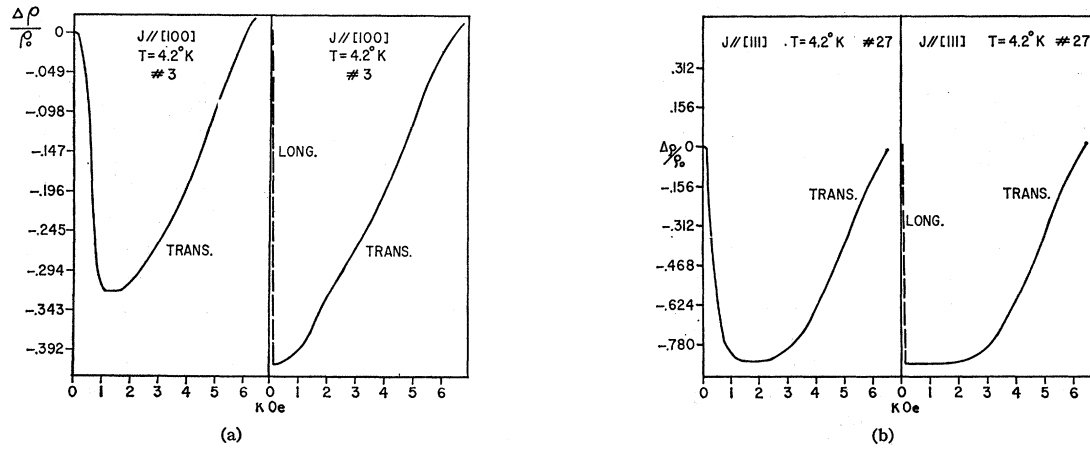 Δρ/ρ₀
0
-.049
-.098
-.147
-.196
-.245
-.294
-.343
-.392
J//[100]
T=4.2°K
#3
TRANS.
J//[100]
T=4.2°K
#3
LONG.
TRANS.
0 1 2 3 4 5 6 0 1 2 3 4 5 6
K Oe
(a)
J//[111] T=4.2°K #27
J//[111] T=4.2°K #27
.312
.156
Δρ/ρ₀ 0
-.156
-.312
-.468
-.624
-.780
TRANS.
LONG.
TRANS.
0 1 2 3 4 5 6 0 1 2 3 4 5 6
K Oe
(b)